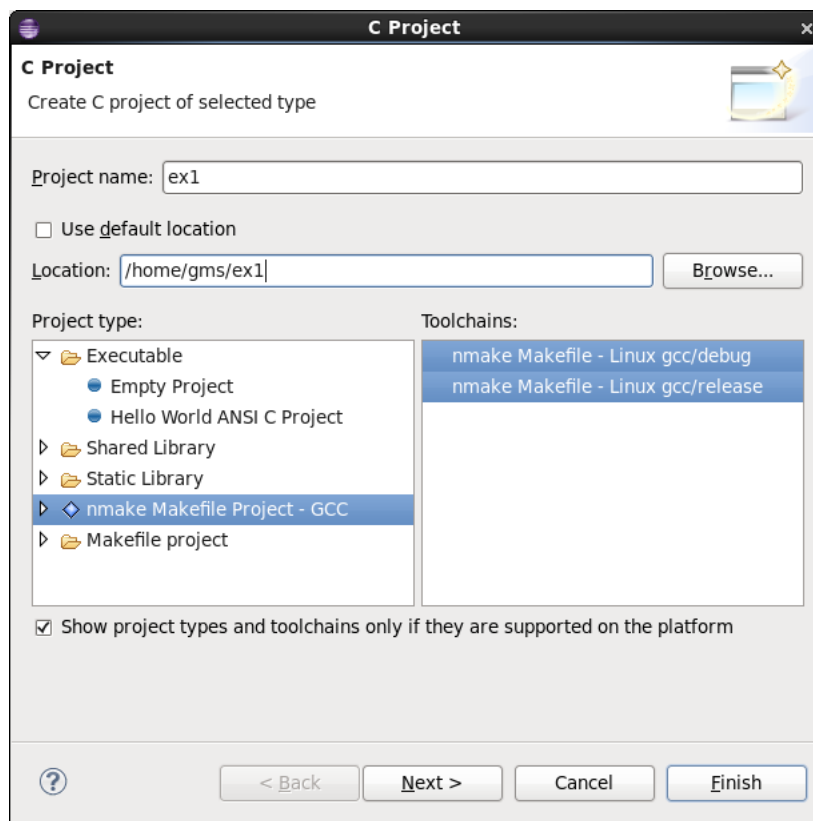 C Project
C Project
Create C project of selected type
Project name: ex1
Use default location
Location: /home/gms/ex1 Browse...
Project type: Toolchains:
Executable nmake Makefile - Linux gcc/debug
Empty Project nmake Makefile - Linux gcc/release
Hello World ANSI C Project
Shared Library
Static Library
nmake Makefile Project - GCC
Makefile project
Show project types and toolchains only if they are supported on the platform
? < Back Next > Cancel Finish